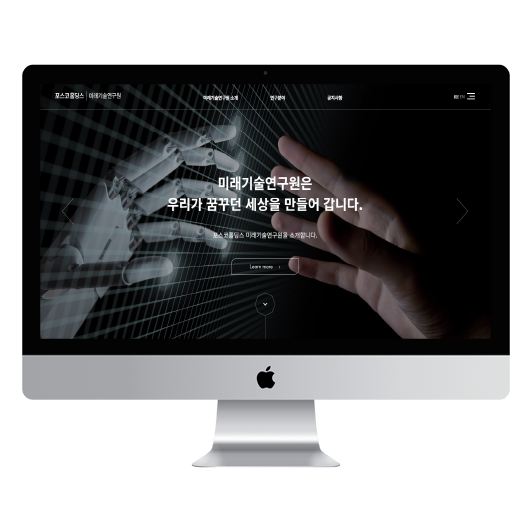 포스코홀딩스 미래기술연구원
미래기술연구원 소개 연구분야 공지사항 KR EN
미래기술연구원은
우리가 꿈꾸던 세상을 만들어 갑니다.
포스코홀딩스 미래기술연구원을 소개합니다.
Learn more